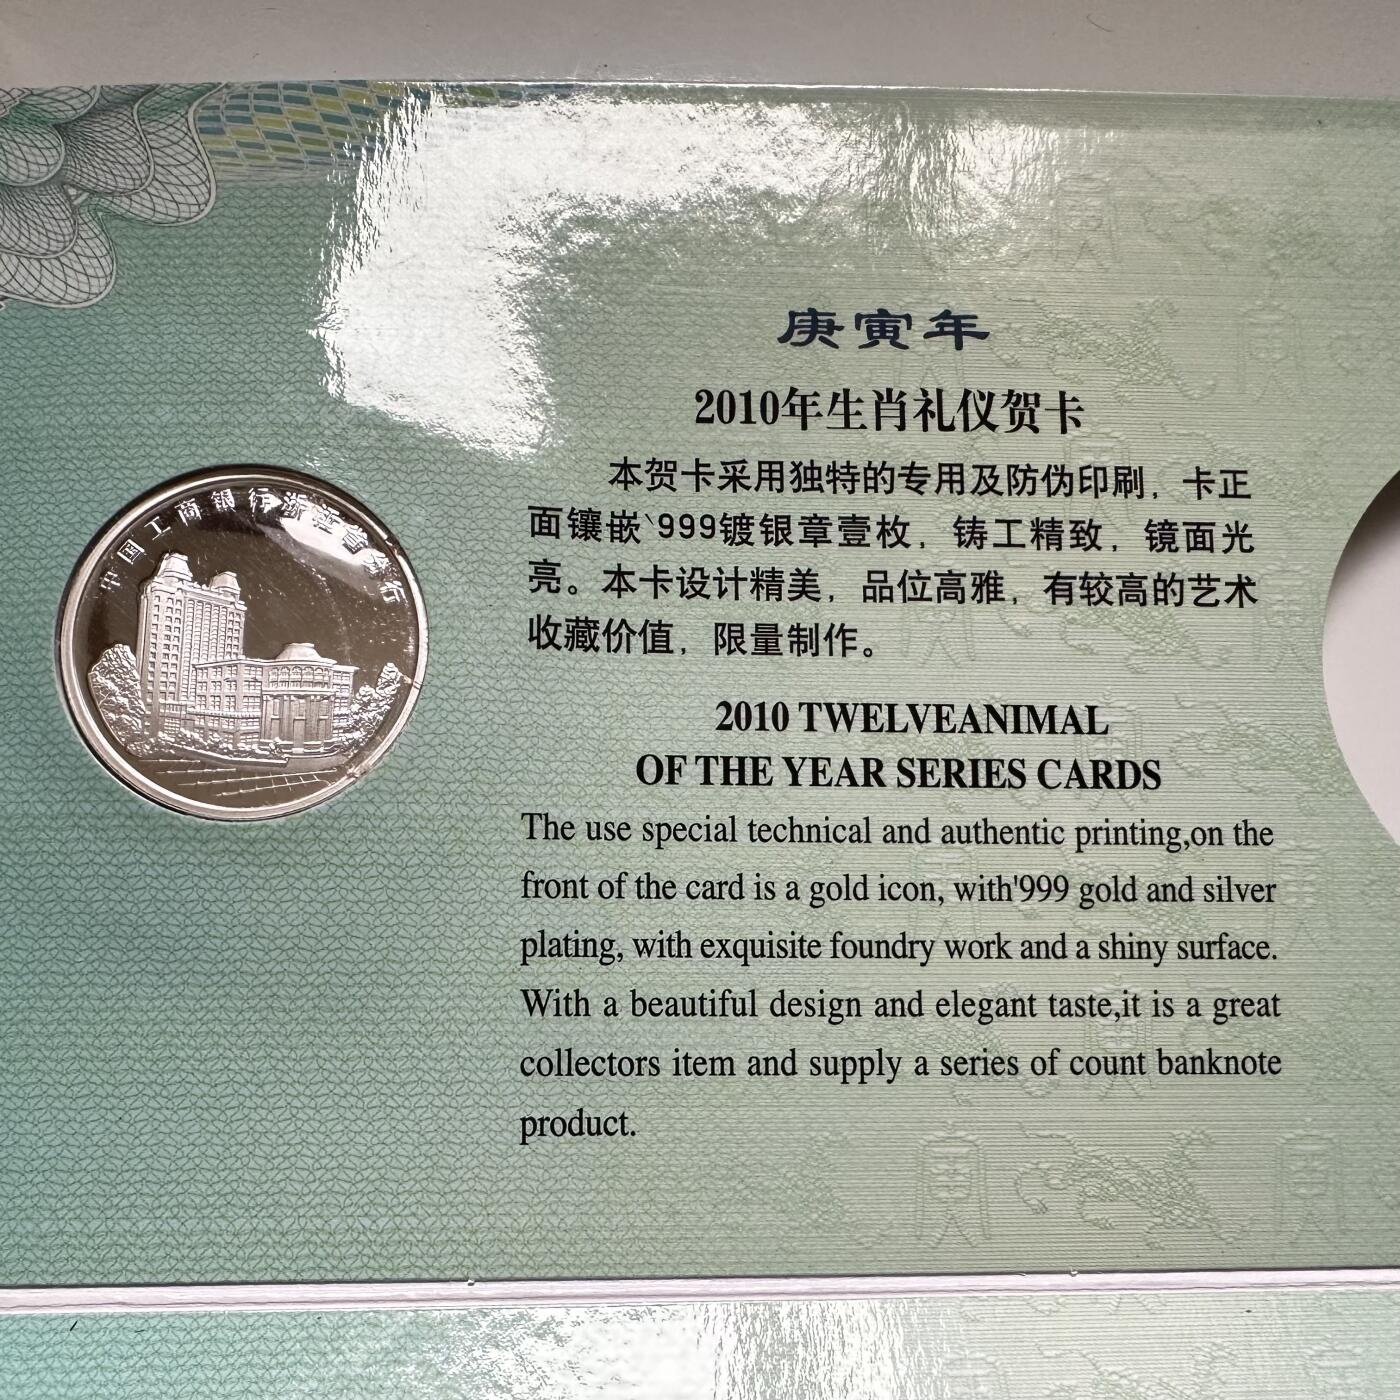 中国工商银行浙江省分行
庚寅年
2010年生肖礼仪贺卡
本贺卡采用独特的专用及防伪印刷，卡正
面镶嵌`999镀银章壹枚，铸工精致，镜面光
亮。本卡设计精美，品位高雅，有较高的艺术
收藏价值，限量制作。
2010 TWELVEANIMAL
OF THE YEAR SERIES CARDS
The use special technical and authentic printing,on the
front of the card is a gold icon, with'999 gold and silver
plating, with exquisite foundry work and a shiny surface.
With a beautiful design and elegant taste,it is a great
collectors item and supply a series of count banknote
product.